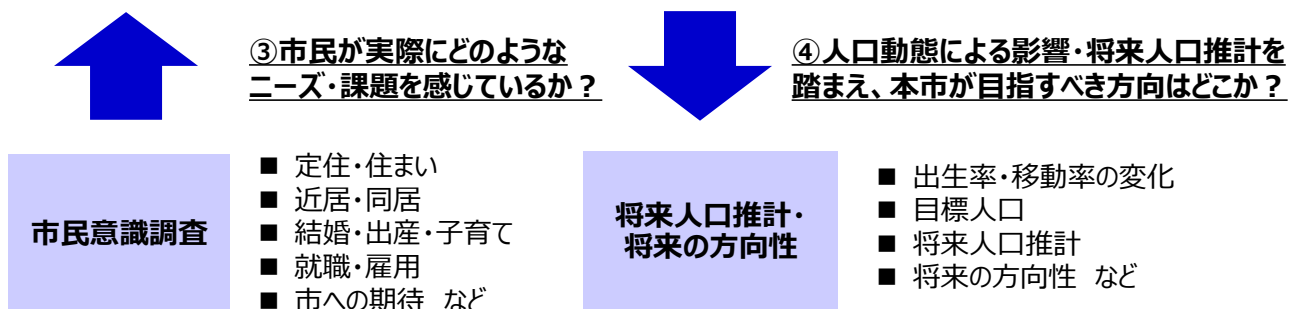 ③市民が実際にどのような
ニーズ・課題を感じているか？
④人口動態による影響・将来人口推計を
踏まえ、本市が目指すべき方向はどこか？
市民意識調査
■ 定住・住まい
■ 近居・同居
■ 結婚・出産・子育て
■ 就職・雇用
■ 市への期待 など
将来人口推計・
将来の方向性
■ 出生率・移動率の変化
■ 目標人口
■ 将来人口推計
■ 将来の方向性 など